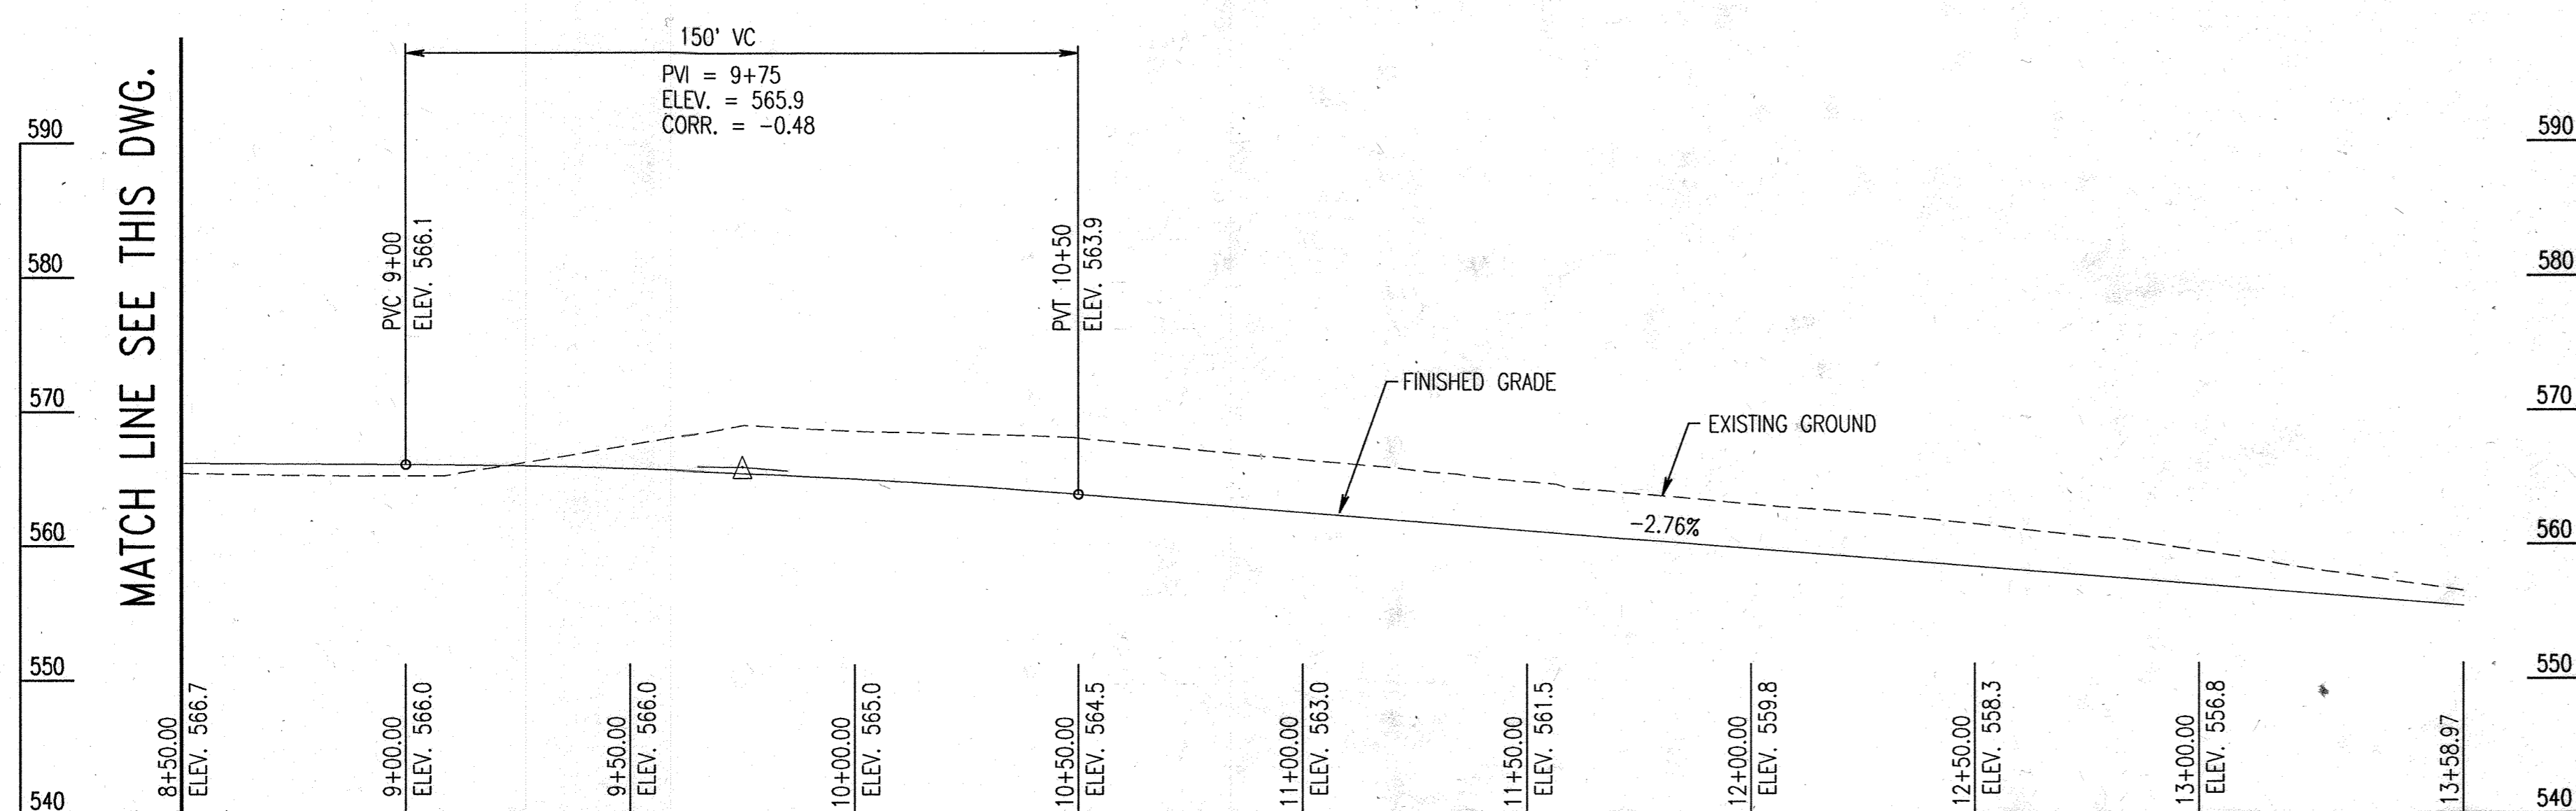 150' VC
PVI = 9+75
ELEV. = 565.9
CORR. = -0.48
MATCH LINE SEE THIS DWG.
590
580
570
560
550
540
PVC 9+00
ELEV. 566.1
PVT 10+50
ELEV. 563.9
FINISHED GRADE
EXISTING GROUND
-2.76%
590
580
570
560
550
540
8+50.00
ELEV. 566.7
9+00.00
ELEV. 566.0
9+50.00
ELEV. 566.0
10+00.00
ELEV. 565.0
10+50.00
ELEV. 564.5
11+00.00
ELEV. 563.0
11+50.00
ELEV. 561.5
12+00.00
ELEV. 559.8
12+50.00
ELEV. 558.3
13+00.00
ELEV. 556.8
13+58.97